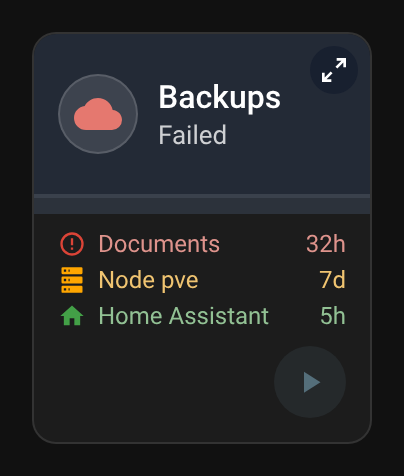 Backups
Failed
Documents 32h
Node pve 7d
Home Assistant 5h